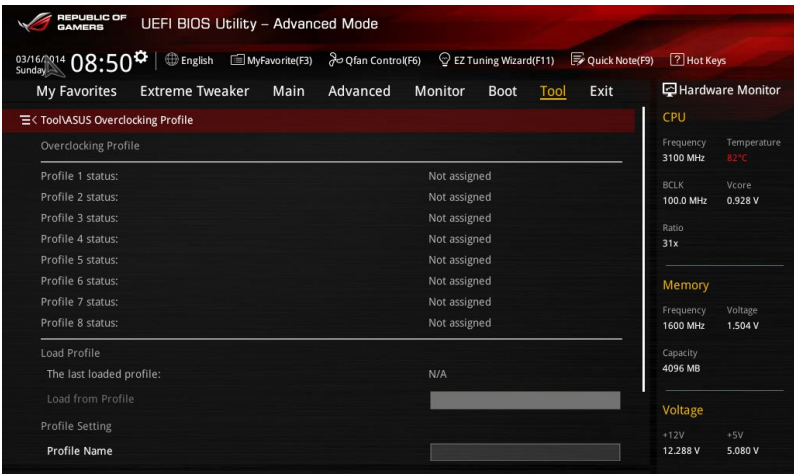 REPUBLIC OF
GAMERS
UEFI BIOS Utility – Advanced Mode
03/16/2014
Sunday
08:50
English
MyFavorite(F3)
Qfan Control(F6)
EZ Tuning Wizard(F11)
Quick Note(F9)
? Hot Keys
My Favorites
Extreme Tweaker
Main
Advanced
Monitor
Boot
Tool
Exit
Tool\ASUS Overclocking Profile
Overclocking Profile
Profile 1 status: Not assigned
Profile 2 status: Not assigned
Profile 3 status: Not assigned
Profile 4 status: Not assigned
Profile 5 status: Not assigned
Profile 6 status: Not assigned
Profile 7 status: Not assigned
Profile 8 status: Not assigned
Load Profile
The last loaded profile: N/A
Load from Profile
Profile Setting
Profile Name
Hardware Monitor
CPU
Frequency Temperature
3100 MHz 82°C
BCLK Vcore
100.0 MHz 0.928 V
Ratio
31x
Memory
Frequency Voltage
1600 MHz 1.504 V
Capacity
4096 MB
Voltage
+12V +5V
12.288 V 5.080 V